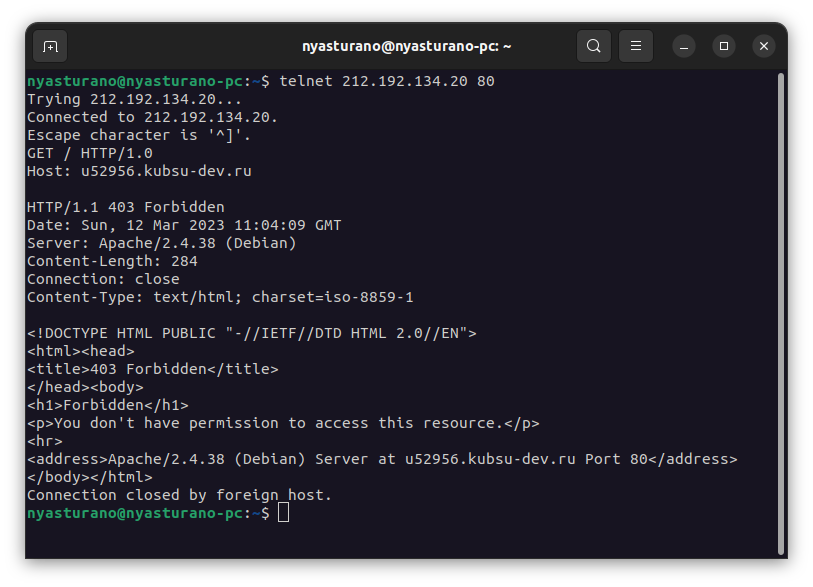 nyasturano@nyasturano-pc: ~
nyasturano@nyasturano-pc:~$ telnet 212.192.134.20 80
Trying 212.192.134.20...
Connected to 212.192.134.20.
Escape character is '^]'.
GET / HTTP/1.0
Host: u52956.kubsu-dev.ru

HTTP/1.1 403 Forbidden
Date: Sun, 12 Mar 2023 11:04:09 GMT
Server: Apache/2.4.38 (Debian)
Content-Length: 284
Connection: close
Content-Type: text/html; charset=iso-8859-1

<!DOCTYPE HTML PUBLIC "-//IETF//DTD HTML 2.0//EN">
<html><head>
<title>403 Forbidden</title>
</head><body>
<h1>Forbidden</h1>
<p>You don't have permission to access this resource.</p>
<hr>
<address>Apache/2.4.38 (Debian) Server at u52956.kubsu-dev.ru Port 80</address>
</body></html>
Connection closed by foreign host.
nyasturano@nyasturano-pc:~$